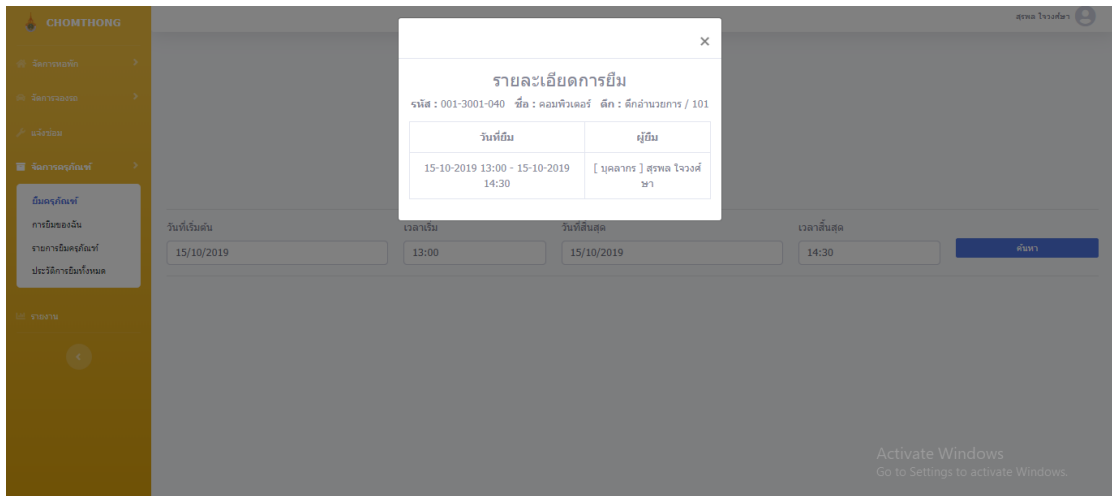 CHOMTHONG
สุรพล ใจวงศ์ษา
×
รายละเอียดการยืม
รหัส : 001-3001-040 ชื่อ : คอมพิวเตอร์ ตึก : ตึกอำนวยการ / 101
วันที่ยืม
ผู้ยืม
15-10-2019 13:00 - 15-10-2019
14:30
[ บุคลากร ] สุรพล ใจวงศ์
ษา
จัดการหอพัก
จัดการจองรถ
แจ้งซ่อม
จัดการครุภัณฑ์
ยืมครุภัณฑ์
การยืมของฉัน
รายการยืมครุภัณฑ์
ประวัติการยืมทั้งหมด
รายงาน
วันที่เริ่มต้น
เวลาเริ่ม
วันที่สิ้นสุด
เวลาสิ้นสุด
15/10/2019
13:00
15/10/2019
14:30
ค้นหา
Activate Windows
Go to Settings to activate Windows.